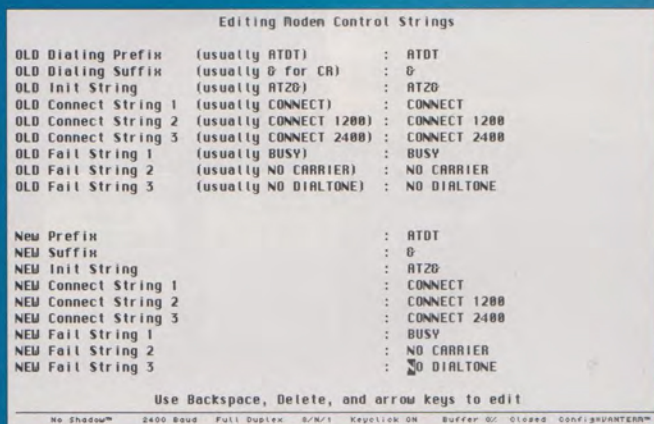 Editing Modem Control Strings
OLD Dialing Prefix (usually ATDT) : ATDT
OLD Dialing Suffix (usually & for CR) : &
OLD Init String (usually ATZ&) : ATZ&
OLD Connect String 1 (usually CONNECT) : CONNECT
OLD Connect String 2 (usually CONNECT 1200) : CONNECT 1200
OLD Connect String 3 (usually CONNECT 2400) : CONNECT 2400
OLD Fail String 1 (usually BUSY) : BUSY
OLD Fail String 2 (usually NO CARRIER) : NO CARRIER
OLD Fail String 3 (usually NO DIALTONE) : NO DIALTONE
New Prefix : ATDT
NEW Suffix : &
NEW Init String : ATZ&
NEW Connect String 1 : CONNECT
NEW Connect String 2 : CONNECT 1200
NEW Connect String 3 : CONNECT 2400
NEW Fail String 1 : BUSY
NEW Fail String 2 : NO CARRIER
NEW Fail String 3 : NO DIALTONE
Use Backspace, Delete, and arrow keys to edit
No Shadow™ 2400 Baud Full Duplex 8/N/1 Keyclick ON Buffer 0% Closed